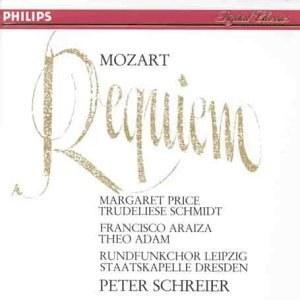 PHILIPS
Digital Classics
MOZART
Requiem
MARGARET PRICE
TRUDELIESE SCHMIDT
FRANCISCO ARAIZA
THEO ADAM
RUNDFUNKCHOR LEIPZIG
STAATSKAPELLE DRESDEN
PETER SCHREIER